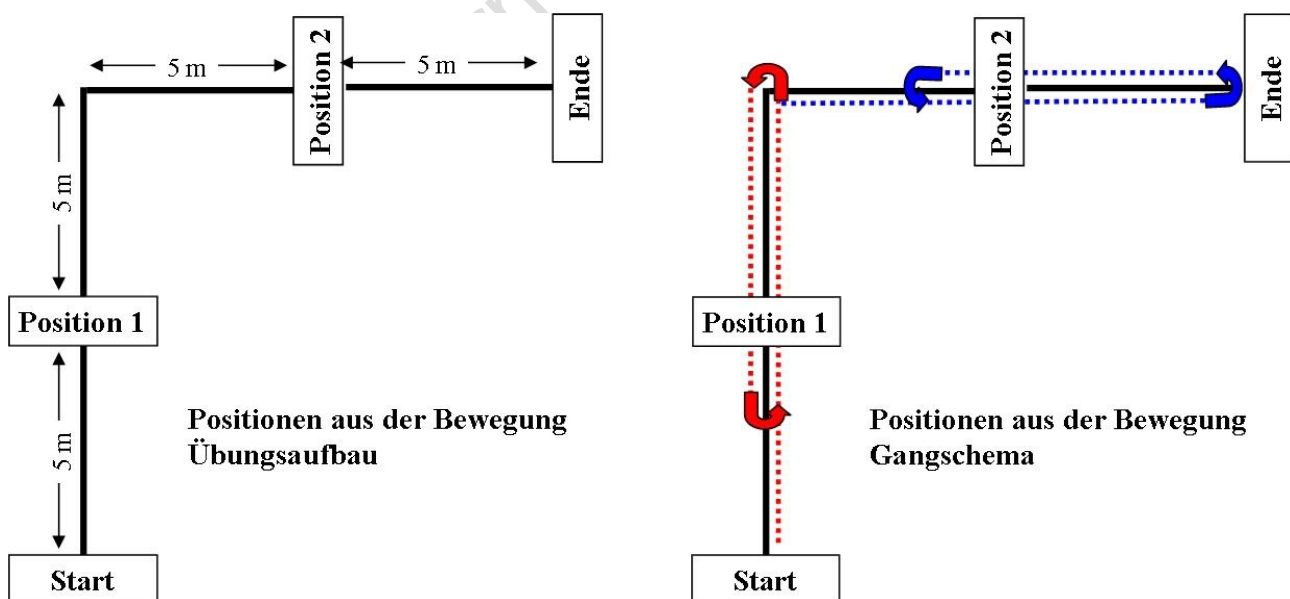 5 m
Position 2
5 m
Ende
5 m
Position 1
5 m
Positionen aus der Bewegung
Übungsaufbau
Start
Position 2
Ende
Position 1
Positionen aus der Bewegung
Gangschema
Start